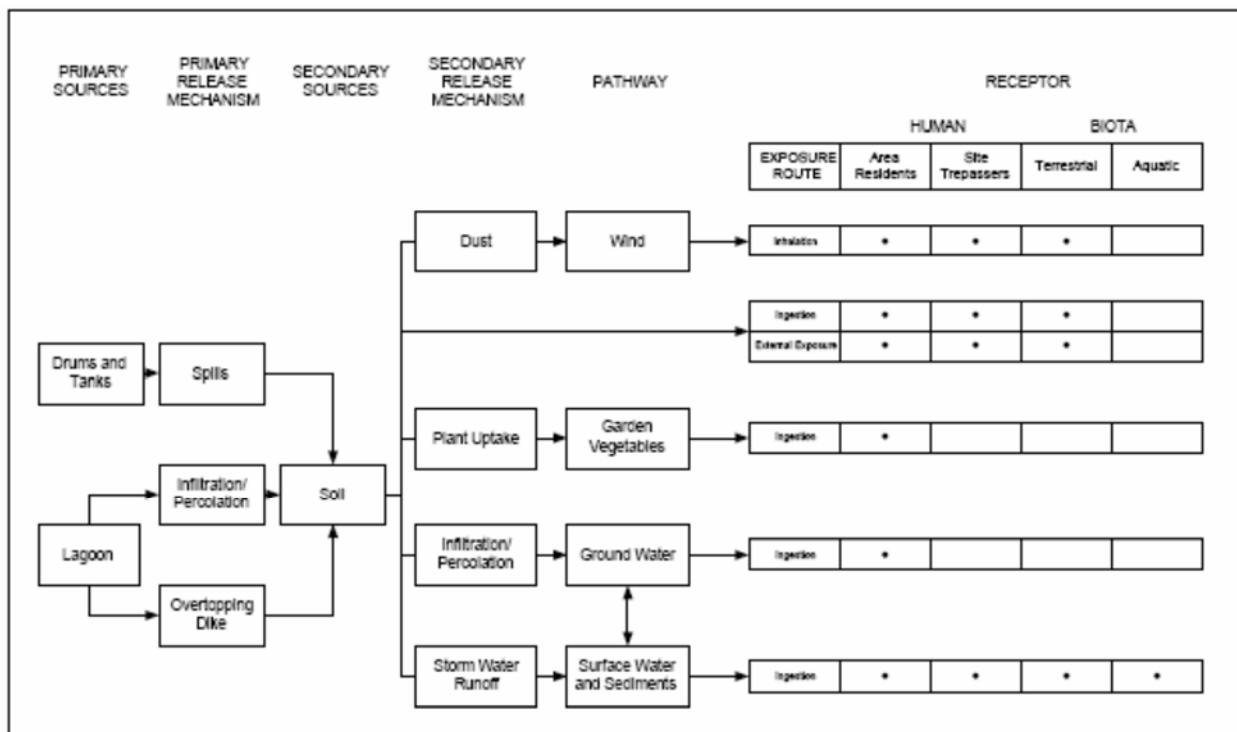 PRIMARY
SOURCES
PRIMARY
RELEASE
MECHANISM
SECONDARY
SOURCES
SECONDARY
RELEASE
MECHANISM
PATHWAY
RECEPTOR
HUMAN
BIOTA
EXPOSURE
ROUTE
Area
Residents
Site
Trepassers
Terrestrial
Aquatic
Dust
Wind
Inhalation
Ingestion
External Exposure
Drums and
Tanks
Spills
Plant Uptake
Garden
Vegetables
Ingestion
Infiltration/
Percolation
Soil
Lagoon
Infiltration/
Percolation
Ground Water
Ingestion
Overtopping
Dike
Storm Water
Runoff
Surface Water
and Sediments
Ingestion